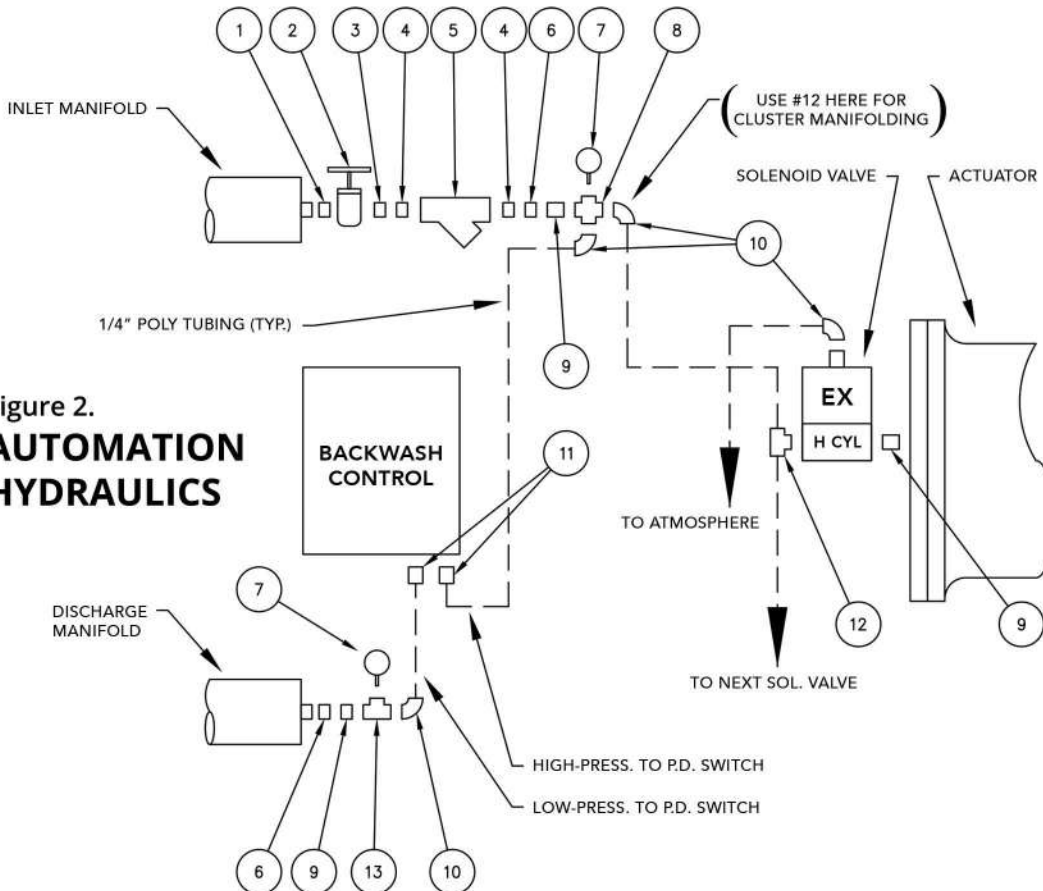 1 2 3 4 5 4 6 7 8
INLET MANIFOLD
(USE #12 HERE FOR
CLUSTER MANIFOLDING)
SOLENOID VALVE
ACTUATOR
10
1/4" POLY TUBING (TYP.)
9
EX
H CYL
igure 2.
AUTOMATION
HYDRAULICS
BACKWASH
CONTROL
11
TO ATMOSPHERE
7
12
9
DISCHARGE
MANIFOLD
TO NEXT SOL. VALVE
HIGH-PRESS. TO P.D. SWITCH
LOW-PRESS. TO P.D. SWITCH
6 9 13 10